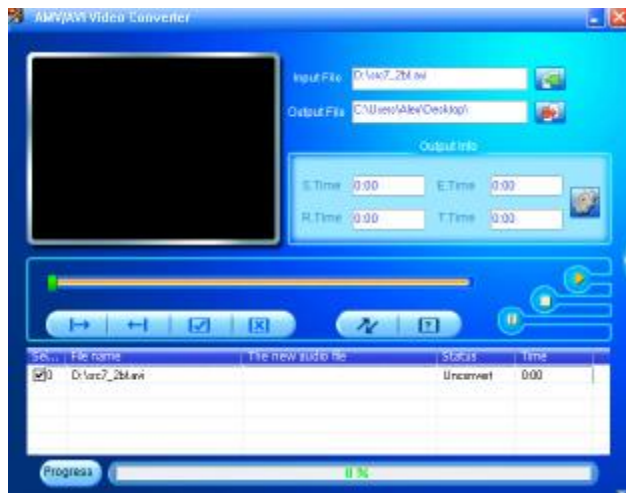 AMV/AVI Video Converter
Input File D:\src7_2bl.avi
Output File C:\Users\Alex\Desktop\
Output Info
S.Time 0:00 E.Time 0:00
R.Time 0:00 T.Time 0:00
Sel... File name The new audio file Status Time
0 D:\src7_2bl.avi Unconvert 0:00
Progress 0 %